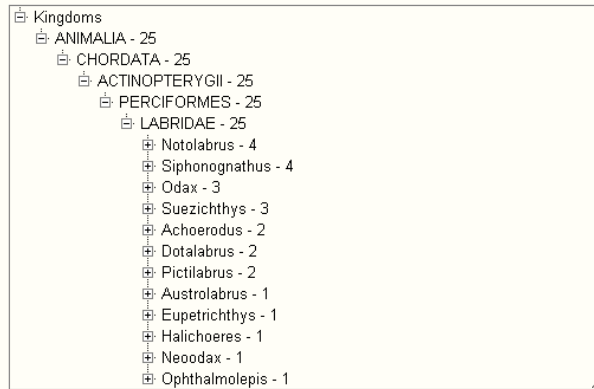 Kingdoms
ANIMALIA - 25
CHORDATA - 25
ACTINOPTERYGII - 25
PERCIFORMES - 25
LABRIDAE - 25
Notolabrus - 4
Siphonognathus - 4
Odax - 3
Suezichthys - 3
Achoerodus - 2
Dotalabrus - 2
Pictilabrus - 2
Austrolabrus - 1
Eupetrichthys - 1
Halichoeres - 1
Neoodax - 1
Ophthalmolepis - 1